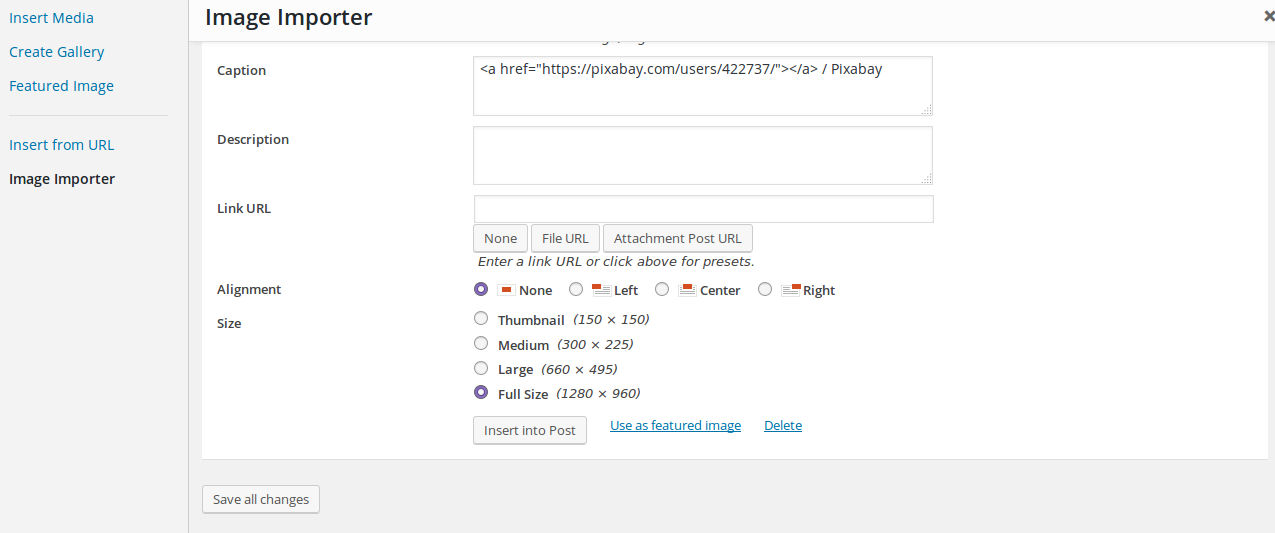 Insert Media
Create Gallery
Featured Image
Insert from URL
Image Importer
Image Importer
×
Caption
<a href="https://pixabay.com/users/422737/"></a> / Pixabay
Description
Link URL
None File URL Attachment Post URL
Enter a link URL or click above for presets.
Alignment None Left Center Right
Size
Thumbnail (150 × 150)
Medium (300 × 225)
Large (660 × 495)
Full Size (1280 × 960)
Insert into Post Use as featured image Delete
Save all changes